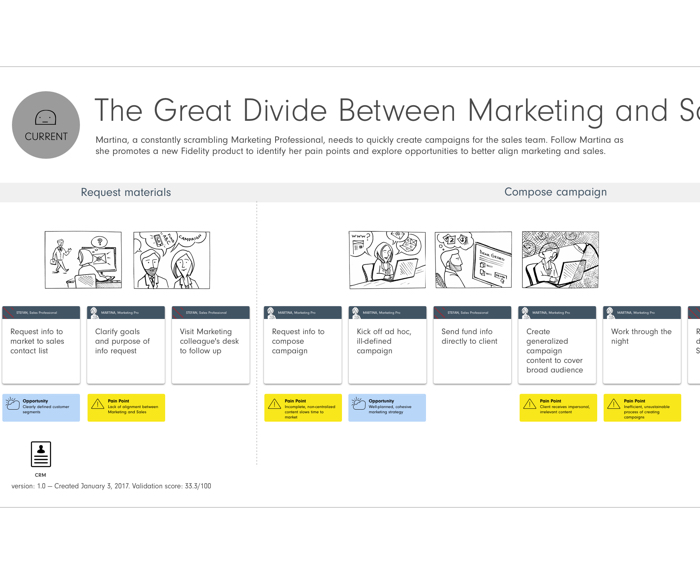 The Great Divide Between Marketing and S
CURRENT
Martina, a constantly scrambling Marketing Professional, needs to quickly create campaigns for the sales team. Follow Martina as
she promotes a new Fidelity product to identify her pain points and explore opportunities to better align marketing and sales.
Request materials
Compose campaign
???
CAMPAIGN
STEFAN, Sales Professional
Request info to
market to sales
contact list
MARTINA, Marketing Pro
Clarify goals
and purpose of
info request
STEFAN, Sales Professional
Visit Marketing
colleague's desk
to follow up
MARTINA, Marketing Pro
Request info to
compose
campaign
MARTINA, Marketing Pro
Kick off ad hoc,
ill-defined
campaign
STEFAN, Sales Professional
Send fund info
directly to client
MARTINA, Marketing Pro
Create
generalized
campaign
content to cover
broad audience
MARTINA, Marketing Pro
Work through the
night
Opportunity
Clearly defined customer
segments
Pain Point
Lack of alignment between
Marketing and Sales
Pain Point
Incomplete, non-centralized
content slows time to
market
Opportunity
Well-planned, cohesive
marketing strategy
Pain Point
Client receives impersonal,
irrelevant content
Pain Point
Inefficient, unsustainable
process of creating
campaigns
CRM
version: 1.0 — Created January 3, 2017. Validation score: 33.3/100